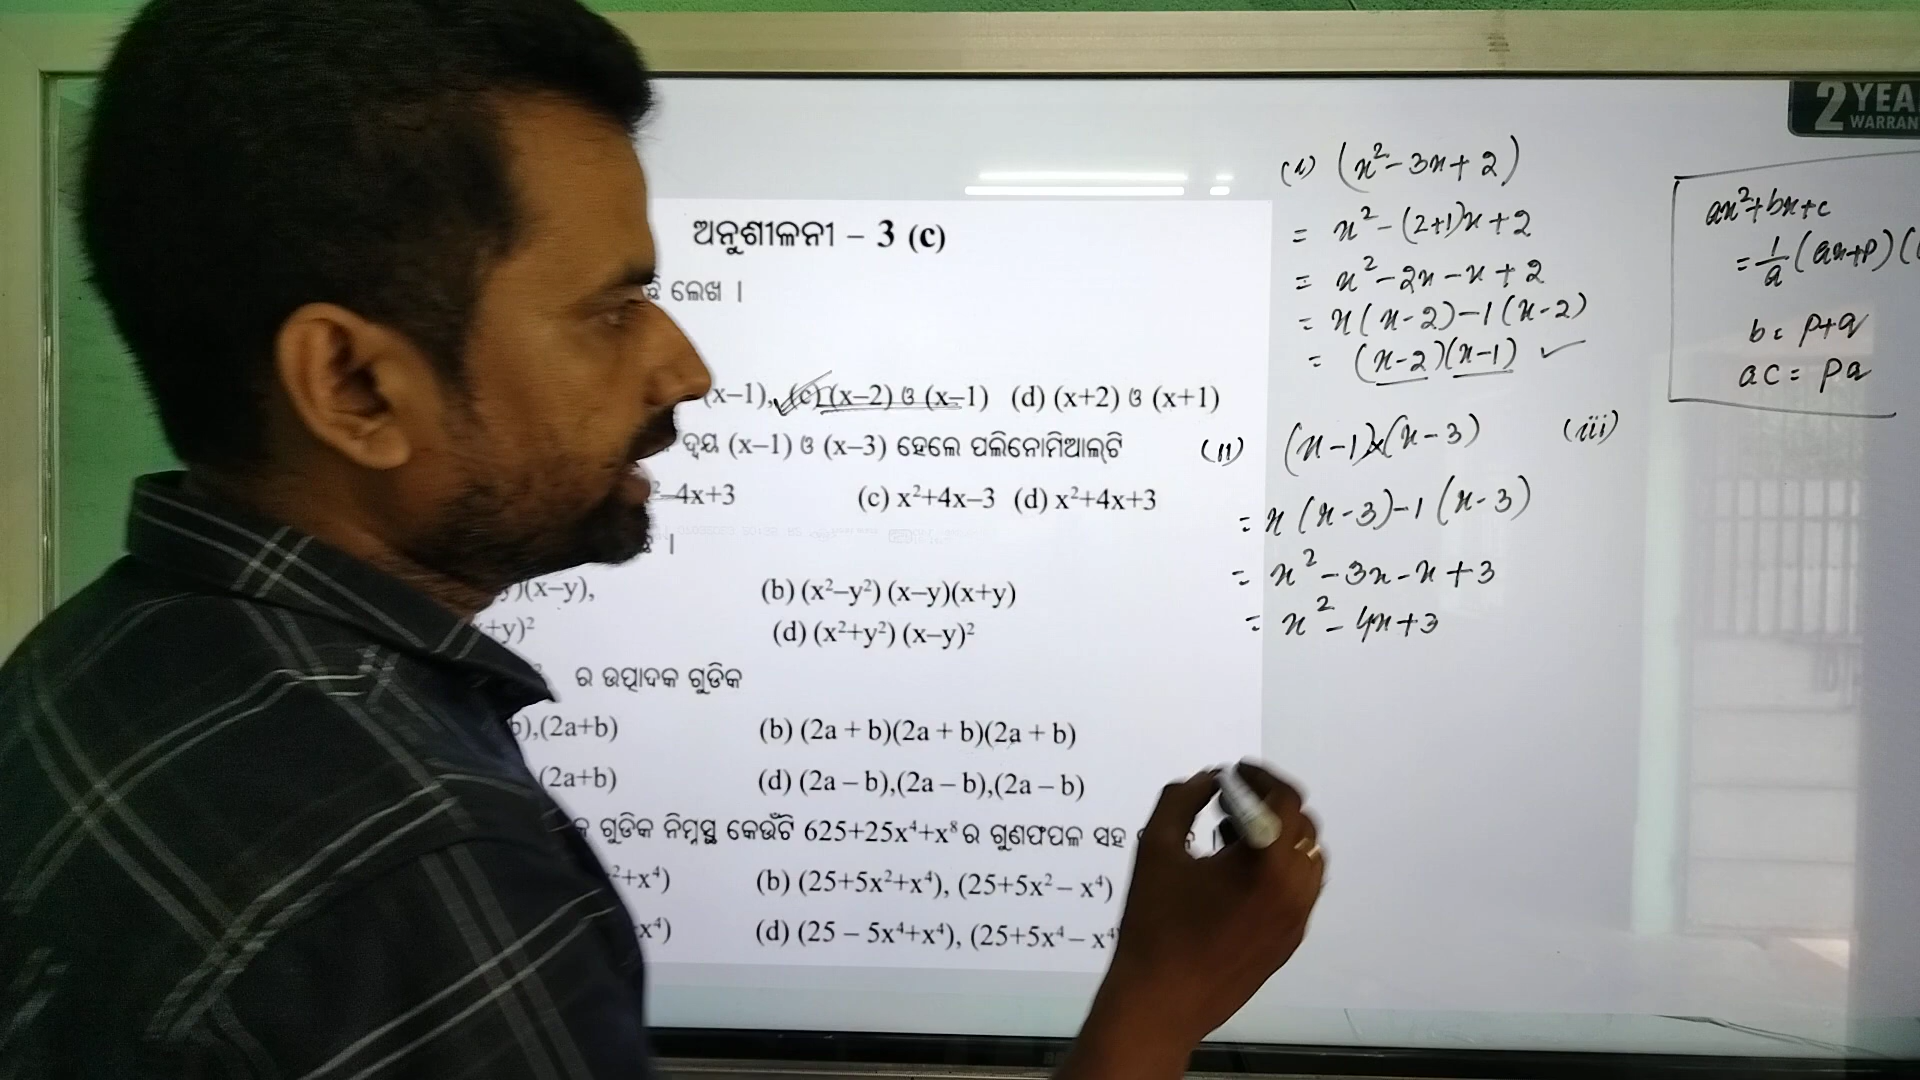 2 YEA
WARRAN
ଅନୁଶୀଳନୀ – 3 (c)
ଲେଖ ।
(x–1), (c) (x–2) ଓ (x–1) (d) (x+2) ଓ (x+1)
ଦ୍ୱୟ (x–1) ଓ (x–3) ହେଲେ ପଲିନୋମିଆଲ୍‌ଟି
–4x+3 (c) x²+4x–3 (d) x²+4x+3
)(x–y), (b) (x²–y²) (x–y)(x+y)
+y)² (d) (x²+y²) (x–y)²
ର ଉତ୍ପାଦକ ଗୁଡିକ
),(2a+b) (b) (2a + b)(2a + b)(2a + b)
(2a+b) (d) (2a – b),(2a – b),(2a – b)
ଗୁଡିକ ନିମ୍ନସ୍ଥ କେଉଁଟି 625+25x⁴+x⁸ ର ଗୁଣଫପଳ ସହ
²+x⁴) (b) (25+5x²+x⁴), (25+5x² – x⁴)
x⁴) (d) (25 – 5x⁴+x⁴), (25+5x⁴ – x⁴
(i) (x² - 3x + 2)
= x² - (2+1)x + 2
= x² - 2x - x + 2
= x(x-2) - 1(x-2)
= (x-2)(x-1) ✓
(ii) (x-1)×(x-3)
= x(x-3) - 1(x-3)
= x² - 3x - x + 3
= x² - 4x + 3
(iii)
ax²+bx+c
= 1/a (ax+p)(
b = p+q
ac = pq